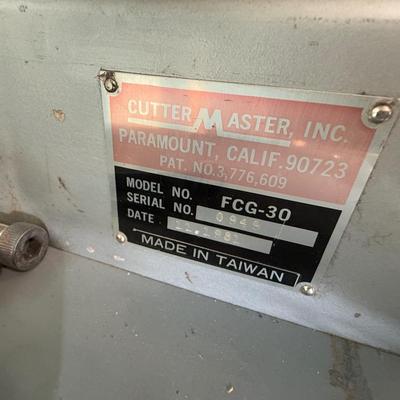 CUTTER MASTER, INC.
PARAMOUNT, CALIF. 90723
PAT. NO. 3,776,609
MODEL NO. FCG-30
SERIAL NO.
DATE
MADE IN TAIWAN